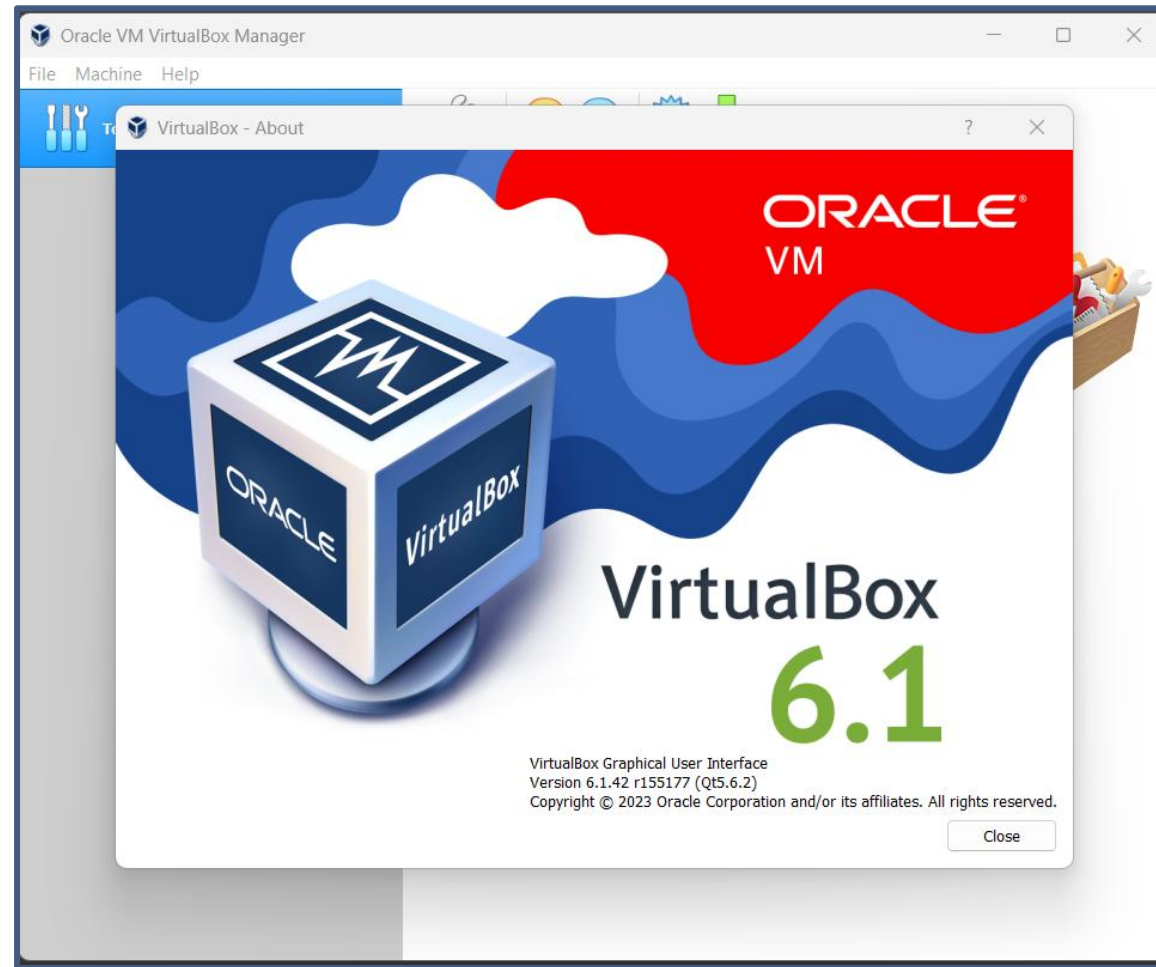 Oracle VM VirtualBox Manager
File Machine Help
VirtualBox - About
?
ORACLE®
VM
ORACLE
VirtualBox
VirtualBox
6.1
VirtualBox Graphical User Interface
Version 6.1.42 r155177 (Qt5.6.2)
Copyright © 2023 Oracle Corporation and/or its affiliates. All rights reserved.
Close